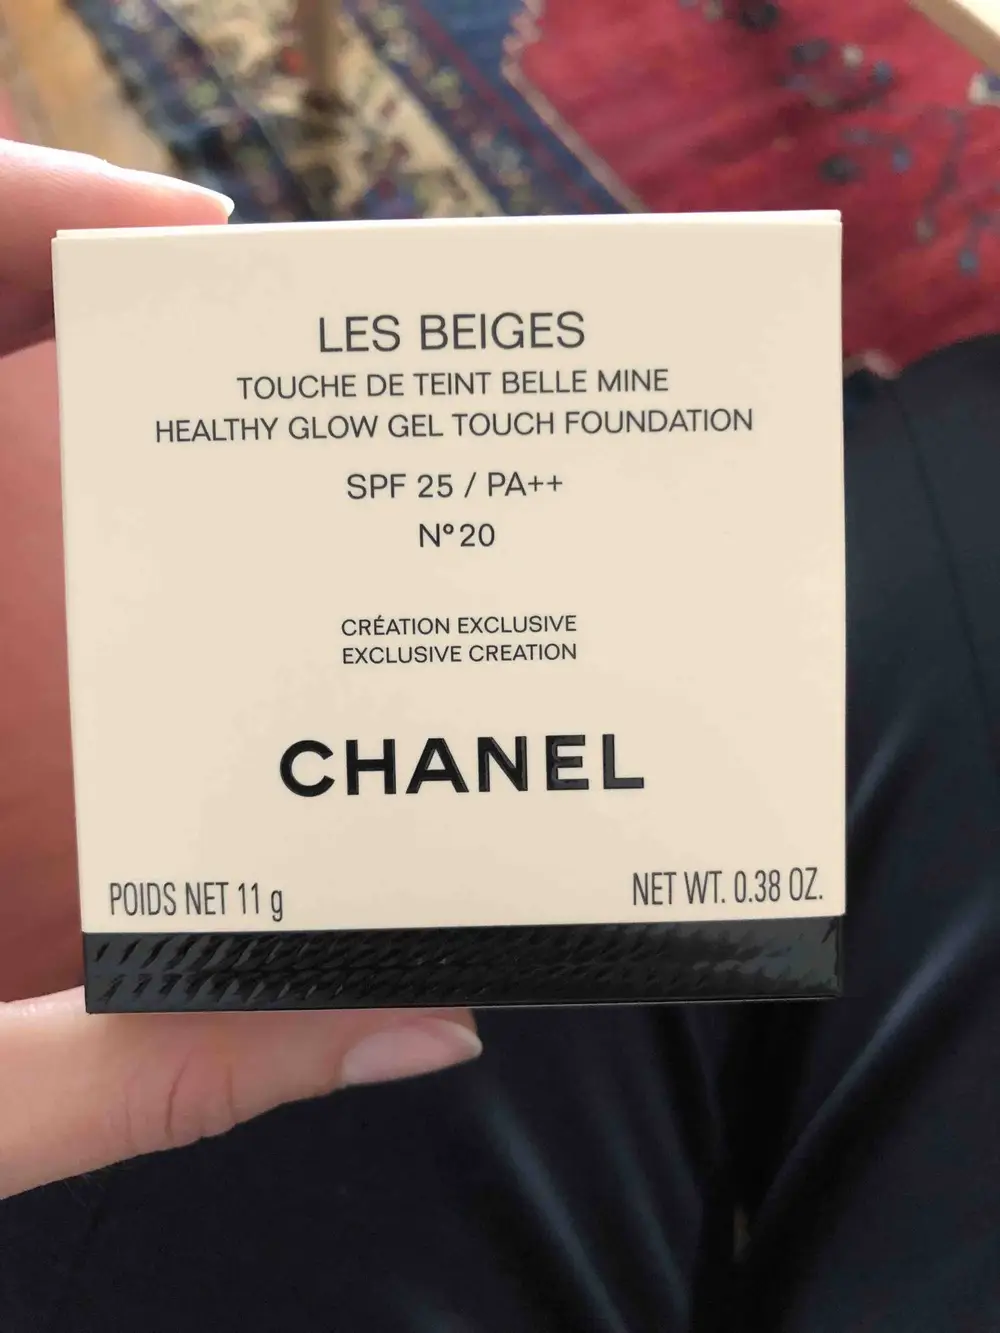 LES BEIGES
TOUCHE DE TEINT BELLE MINE
HEALTHY GLOW GEL TOUCH FOUNDATION
SPF 25 / PA++
N°20
CRÉATION EXCLUSIVE
EXCLUSIVE CREATION
CHANEL
POIDS NET 11 g
NET WT. 0.38 OZ.